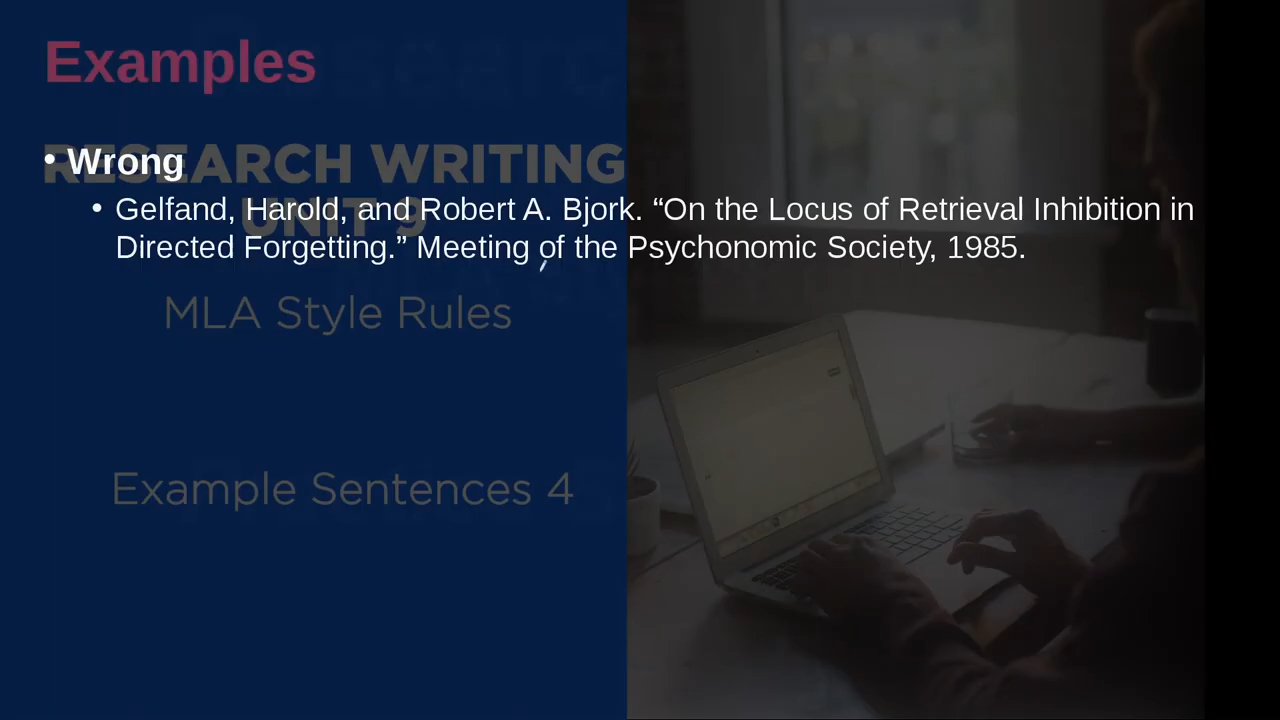 Examples
RESEARCH WRITING
• Wrong
UNIT 9
• Gelfand, Harold, and Robert A. Bjork. “On the Locus of Retrieval Inhibition in
Directed Forgetting.” Meeting of the Psychonomic Society, 1985.
MLA Style Rules
Example Sentences 4